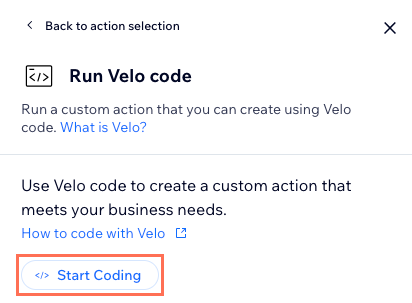 Back to action selection
Run Velo code
Run a custom action that you can create using Velo
code. What is Velo?
Use Velo code to create a custom action that
meets your business needs.
How to code with Velo
</> Start Coding